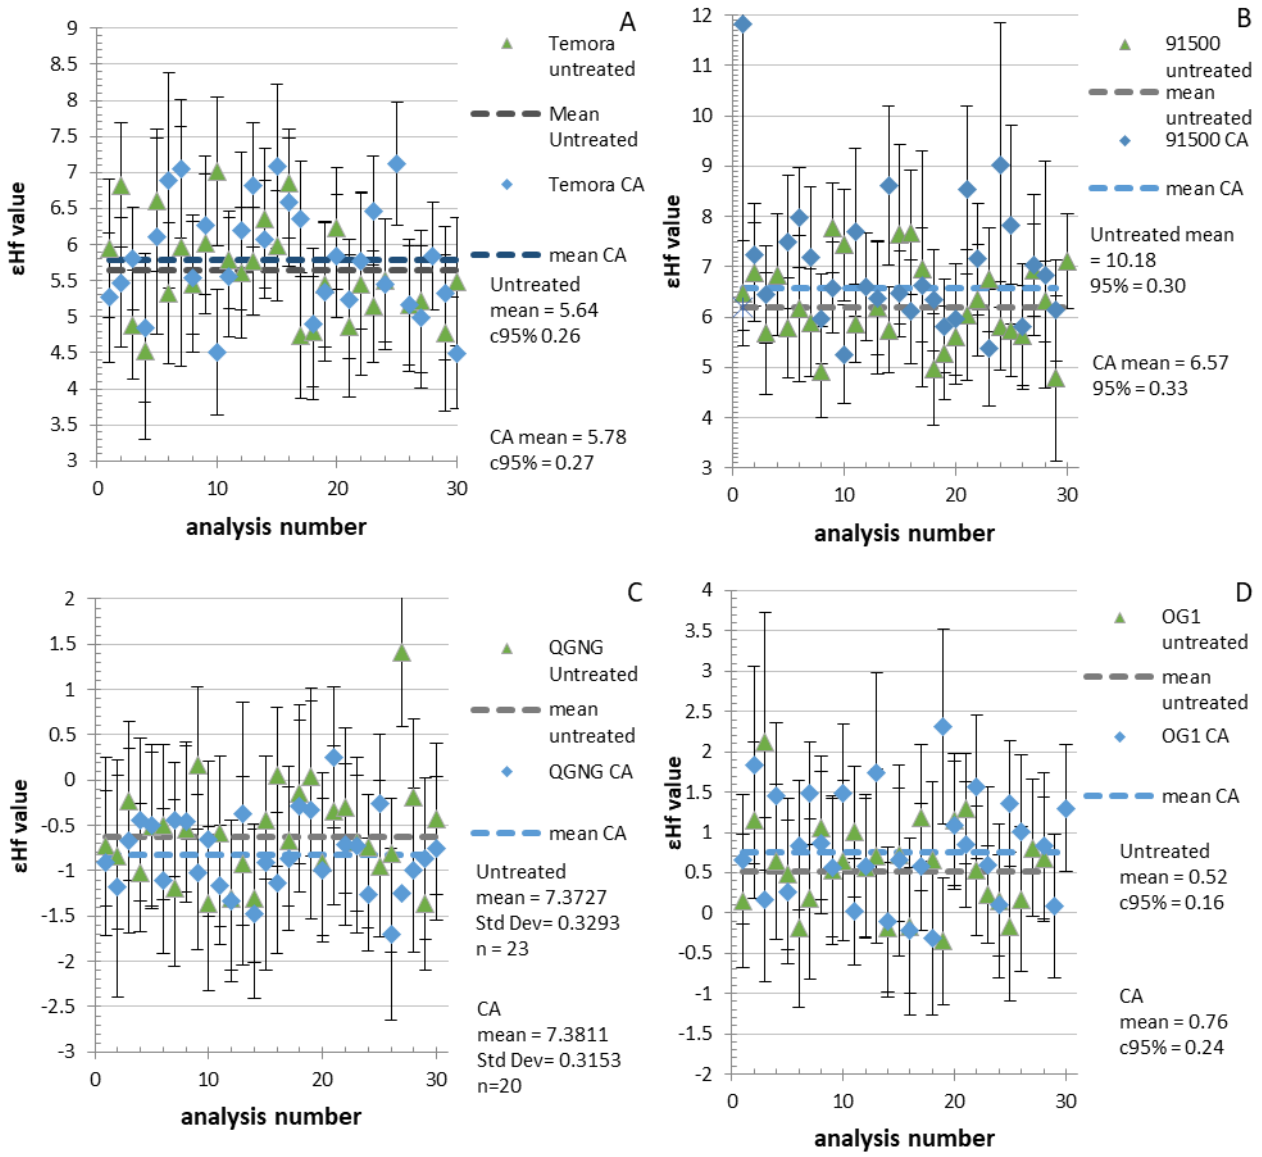 A
9
8.5
8
7.5
7
6.5
6
5.5
5
4.5
4
3.5
3
εHf value
0
10
20
30
analysis number
Temora
untreated
Mean
Untreated
Temora CA
mean CA
Untreated
mean = 5.64
c95% 0.26
CA mean = 5.78
c95% = 0.27
B
12
11
10
9
8
7
6
5
4
3
εHf value
0
10
20
30
analysis number
91500
untreated
mean
untreated
91500 CA
mean CA
Untreated mean
= 10.18
95% = 0.30
CA mean = 6.57
95% = 0.33
C
2
1.5
1
0.5
0
-0.5
-1
-1.5
-2
-2.5
-3
εHf value
0
10
20
30
analysis number
QGNG
Untreated
mean
untreated
QGNG CA
mean CA
Untreated
mean = 7.3727
Std Dev= 0.3293
n = 23
CA
mean = 7.3811
Std Dev= 0.3153
n=20
D
4
3.5
3
2.5
2
1.5
1
0.5
0
-0.5
-1
-1.5
-2
εHf value
0
10
20
30
analysis number
OG1
untreated
mean
untreated
OG1 CA
mean CA
Untreated
mean = 0.52
c95% = 0.16
CA
mean = 0.76
c95% = 0.24